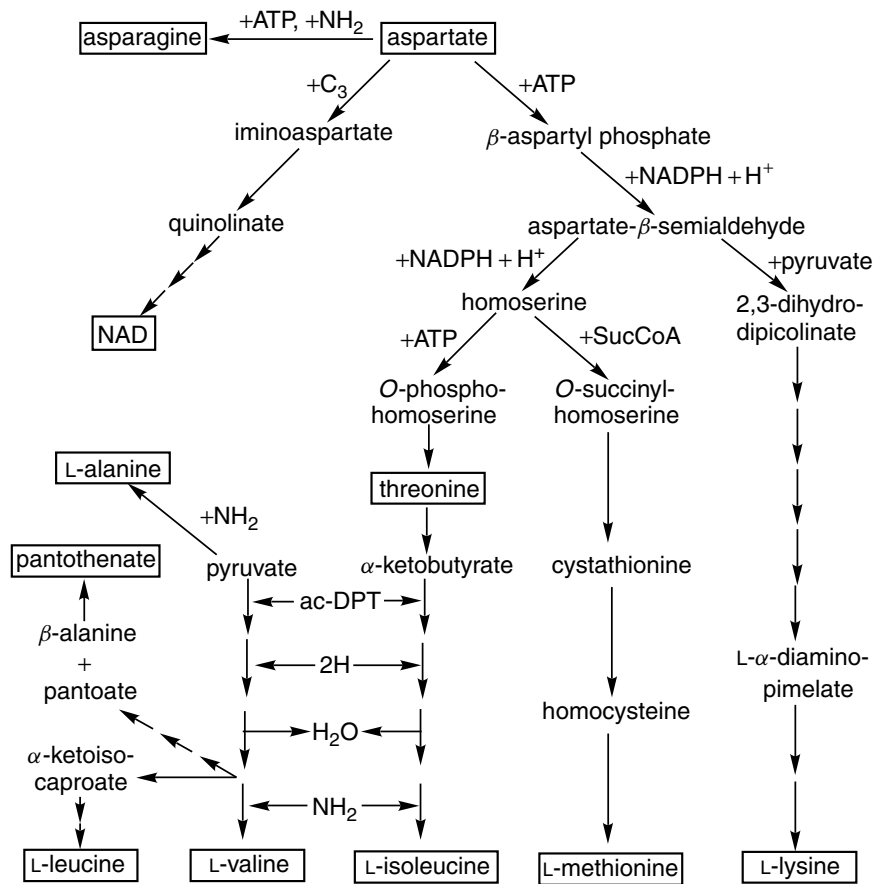 asparagine
+ATP, +NH₂
aspartate
+C₃
+ATP
iminoaspartate
β-aspartyl phosphate
+NADPH + H⁺
quinolinate
aspartate-β-semialdehyde
+NADPH + H⁺
+pyruvate
NAD
homoserine
2,3-dihydro-
dipicolinate
+ATP
+SucCoA
O-phospho-
homoserine
O-succinyl-
homoserine
L-alanine
threonine
+NH₂
pantothenate
pyruvate
α-ketobutyrate
cystathionine
ac-DPT
β-alanine
+
pantoate
2H
L-α-diamino-
pimelate
homocysteine
H₂O
α-ketoiso-
caproate
NH₂
L-leucine
L-valine
L-isoleucine
L-methionine
L-lysine